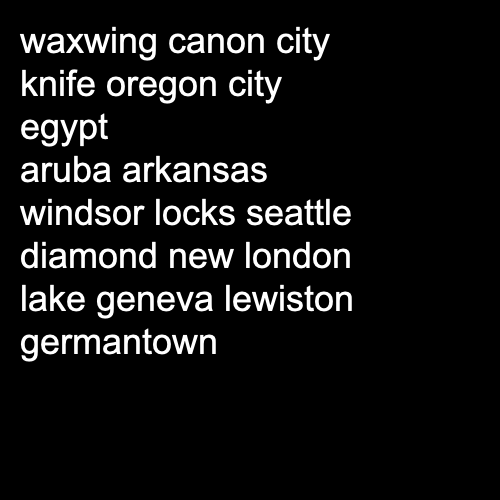 waxwing canon city
knife oregon city
egypt
aruba arkansas
windsor locks seattle
diamond new london
lake geneva lewiston
germantown